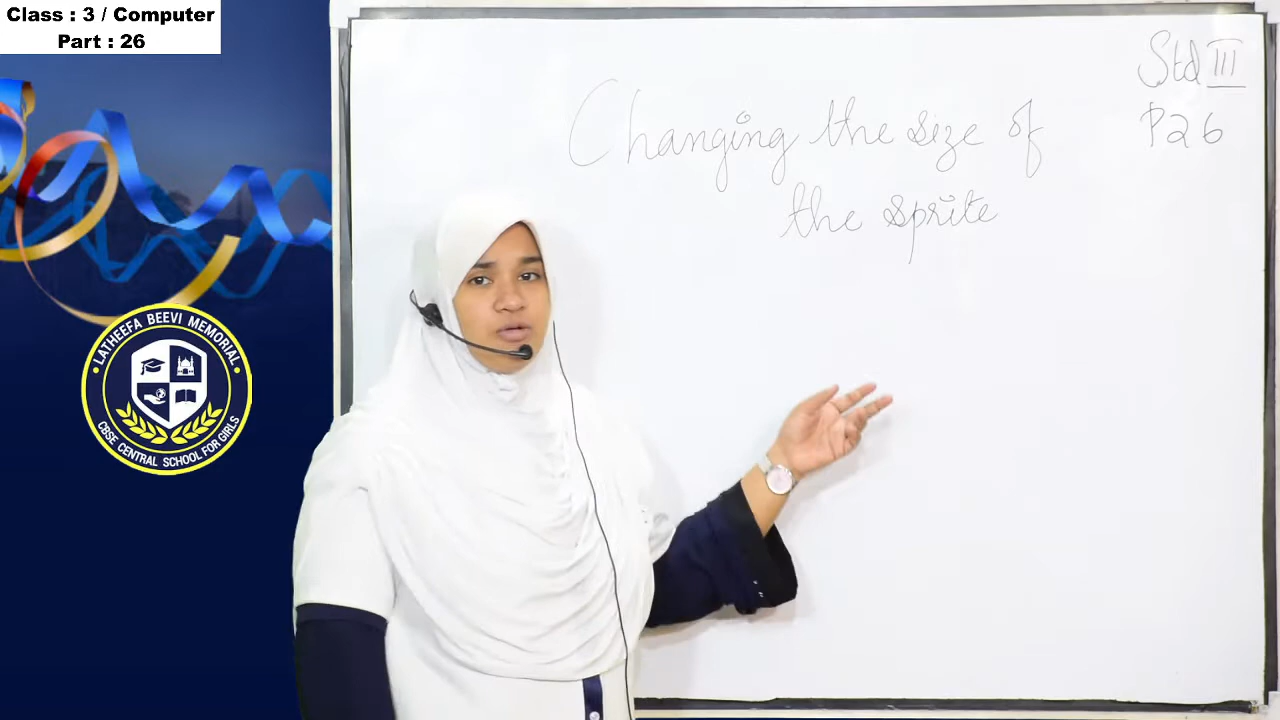 Class : 3 / Computer
Part : 26
Std III
P26
Changing the size of
the sprite
LATHEEFA BEEVI MEMORIAL
CBSE CENTRAL SCHOOL FOR GIRLS